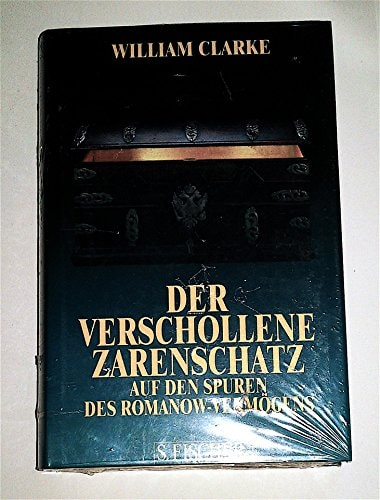 WILLIAM CLARKE
DER
VERSCHOLLENE
ZARENSCHATZ
AUF DEN SPUREN
DES ROMANOW-VERMÖGENS
S. FISCHER